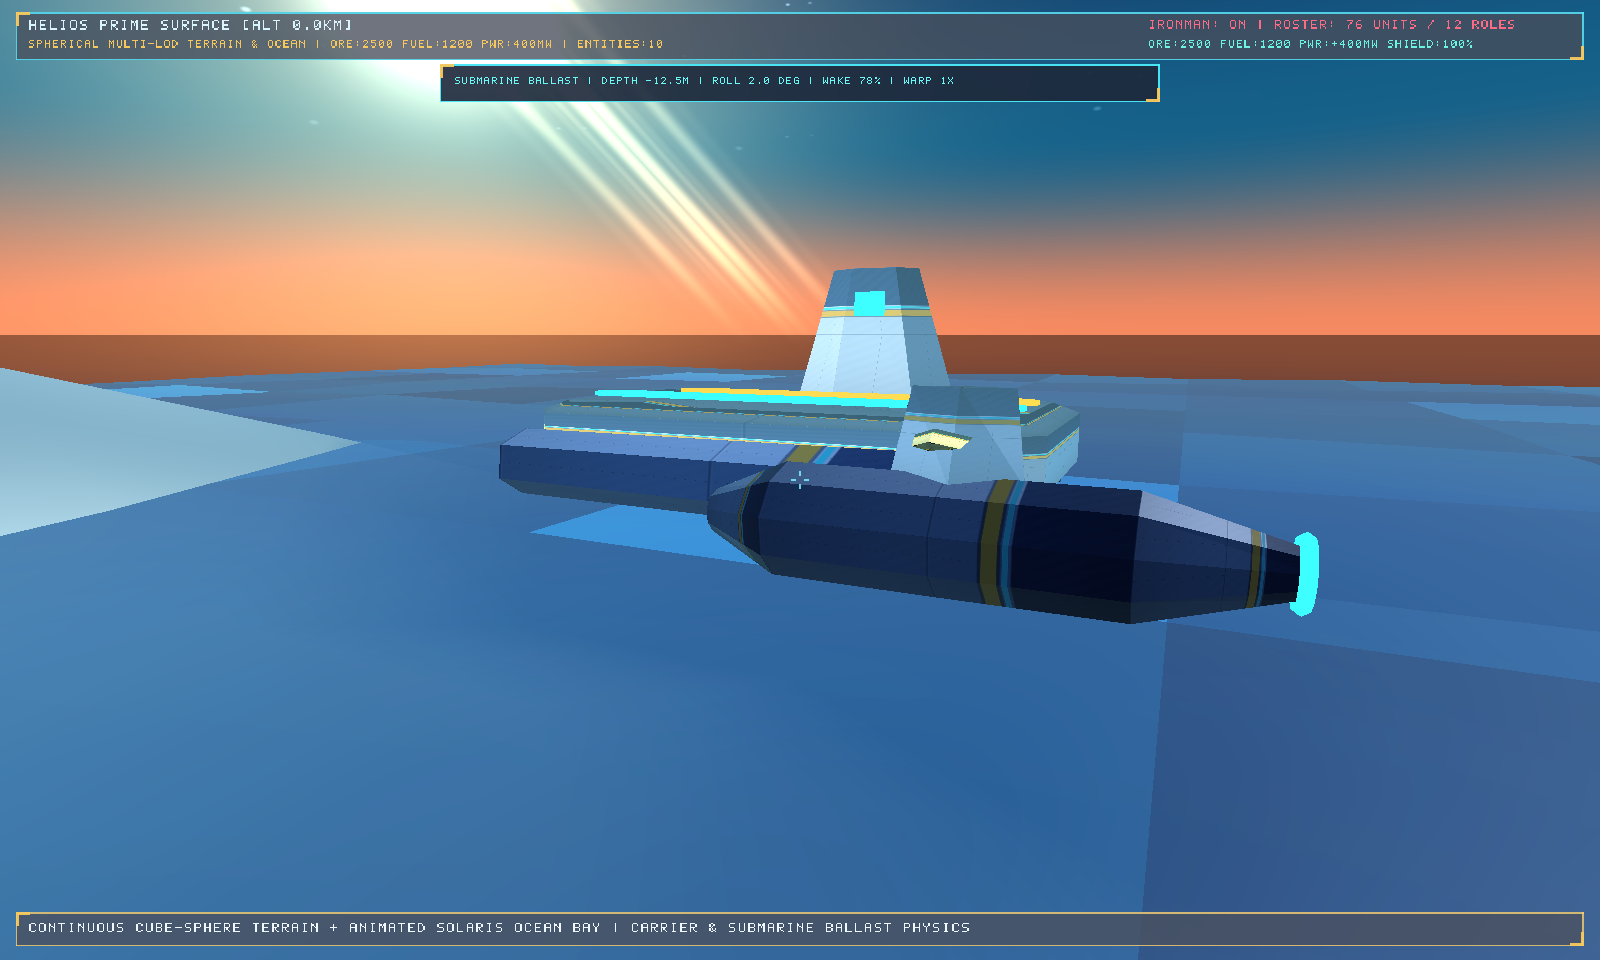 HELIOS PRIME SURFACE [ALT 0.0KM]
SPHERICAL MULTI-LOD TERRAIN & OCEAN | ORE:2500 FUEL:1200 PWR:400MW | ENTITIES:10
IRONMAN: ON | ROSTER: 76 UNITS / 12 ROLES
ORE:2500 FUEL:1200 PWR:+400MW SHIELD:100%
SUBMARINE BALLAST | DEPTH -12.5M | ROLL 2.0 DEG | WAKE 78% | WARP 1X
CONTINUOUS CUBE-SPHERE TERRAIN + ANIMATED SOLARIS OCEAN BAY | CARRIER & SUBMARINE BALLAST PHYSICS